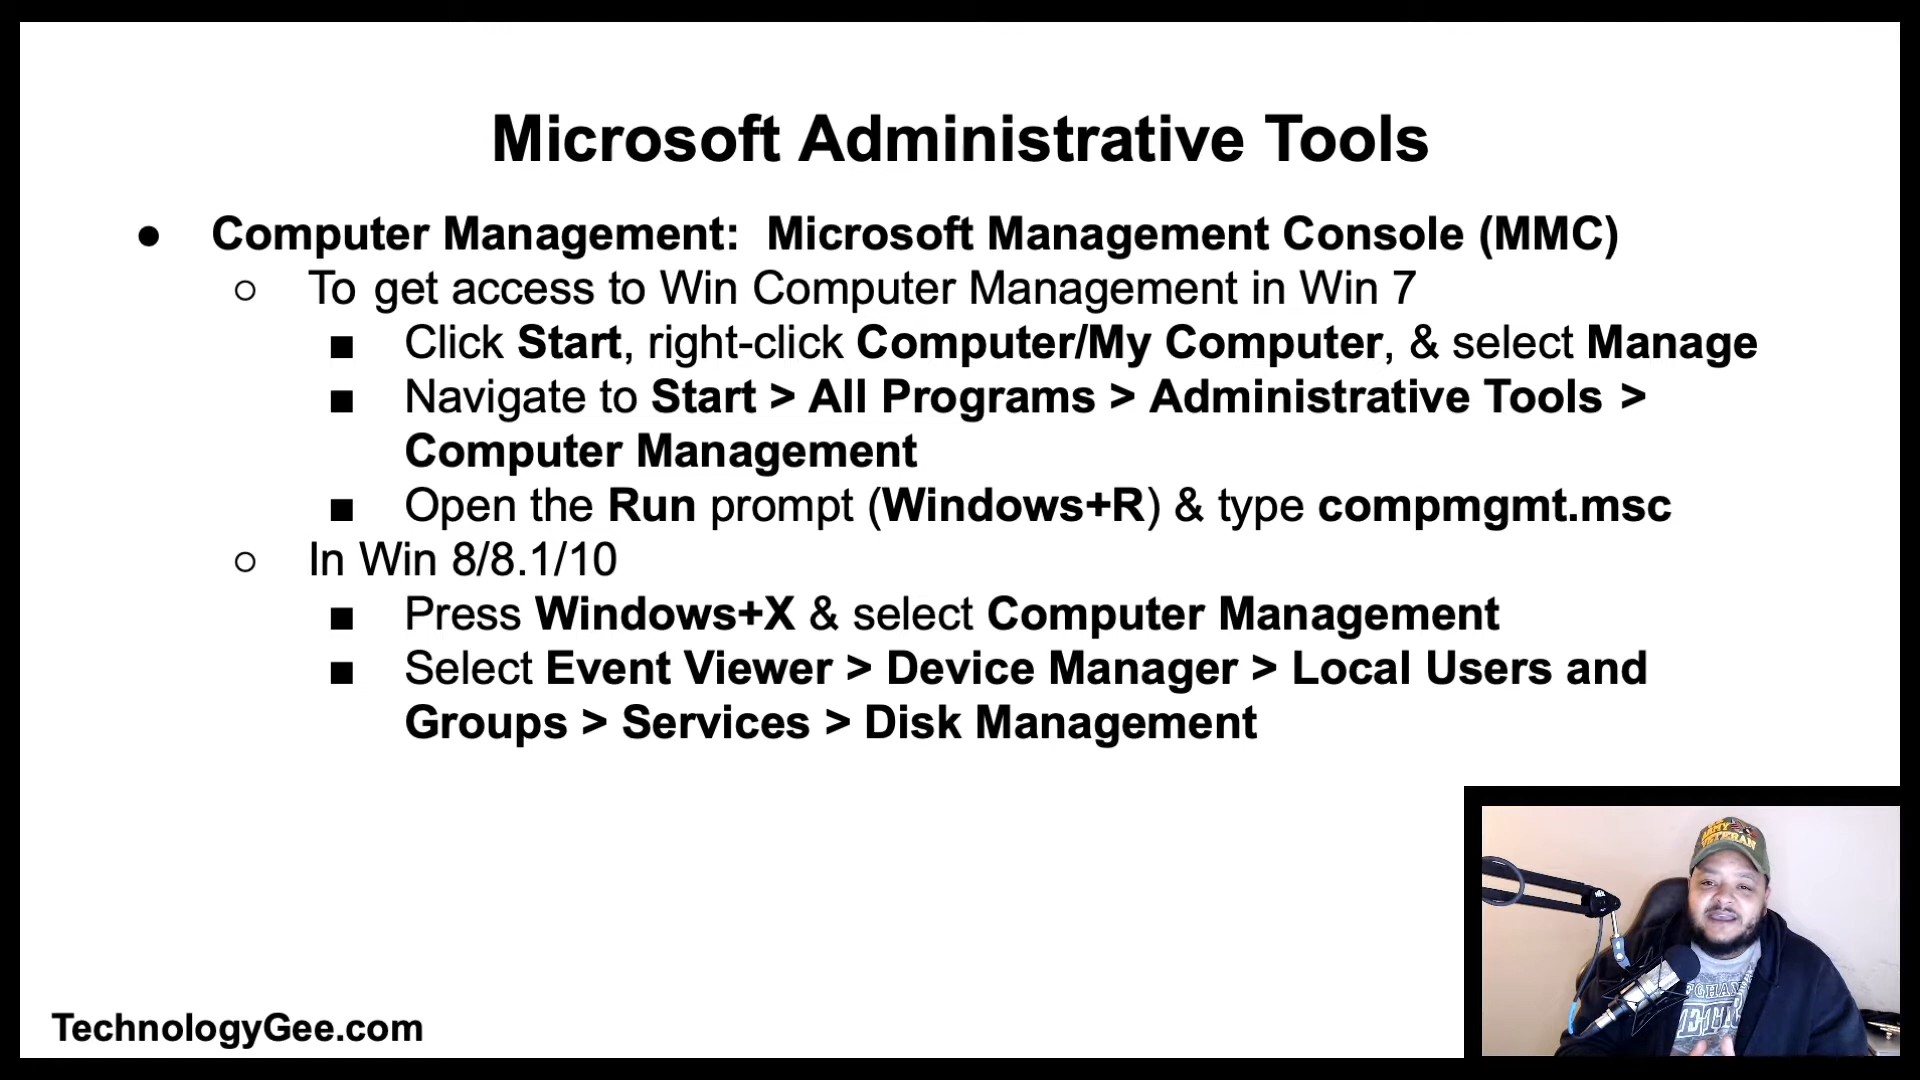 Microsoft Administrative Tools
● Computer Management: Microsoft Management Console (MMC)
○ To get access to Win Computer Management in Win 7
■ Click Start, right-click Computer/My Computer, & select Manage
■ Navigate to Start > All Programs > Administrative Tools >
Computer Management
■ Open the Run prompt (Windows+R) & type compmgmt.msc
○ In Win 8/8.1/10
■ Press Windows+X & select Computer Management
■ Select Event Viewer > Device Manager > Local Users and
Groups > Services > Disk Management
ARMY
VETERAN
TechnologyGee.com